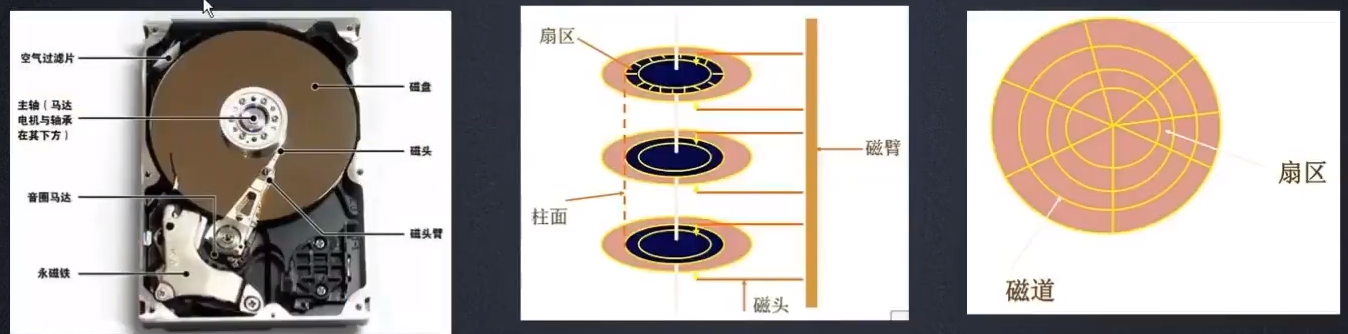 空气过滤片
主轴（马达
电机与轴承
在其下方）
音圈马达
永磁铁
磁盘
磁头
磁头臂
扇区
柱面
磁臂
磁头
扇区
磁道